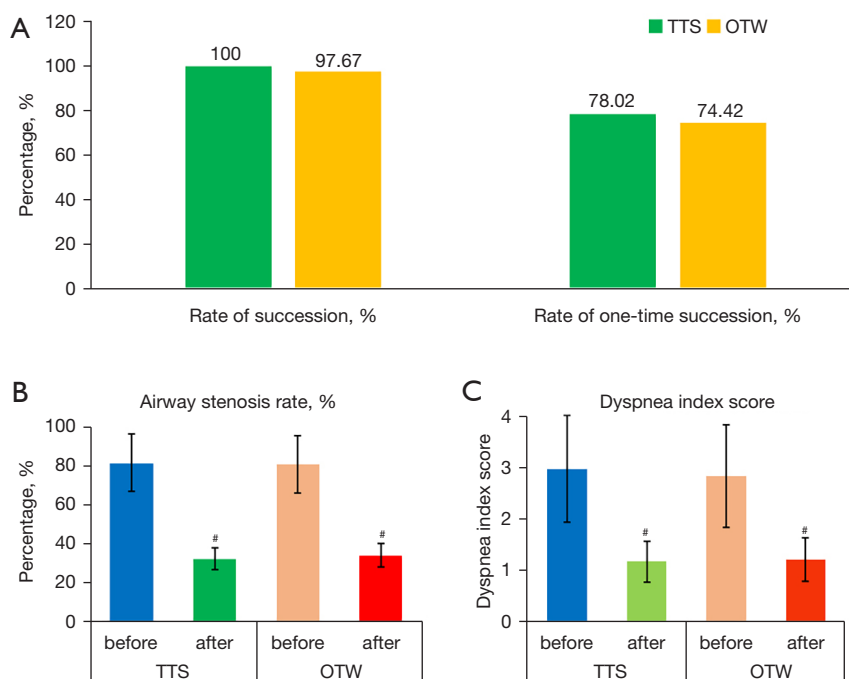 A
120
100
80
60
40
20
0
Percentage, %
TTS OTW
100
97.67
78.02
74.42
Rate of succession, %
Rate of one-time succession, %
B
Airway stenosis rate, %
100
80
60
40
20
0
Percentage, %
#
#
before after before after
TTS OTW
C
Dyspnea index score
4
3
2
1
0
Dyspnea index score
#
#
before after before after
TTS OTW